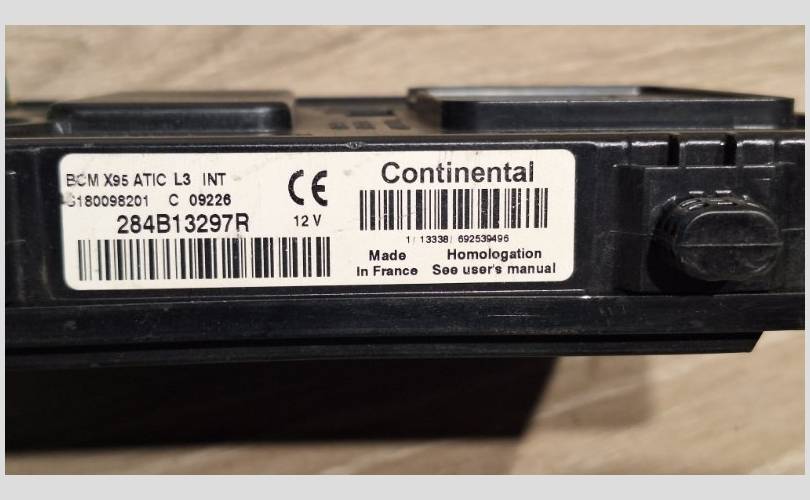 BCM X95 ATIC L3 INT
S180098201 C 09226
284B13297R
CE
12 V
Continental
1/ 13338/ 692539496
Made
In France
Homologation
See user's manual